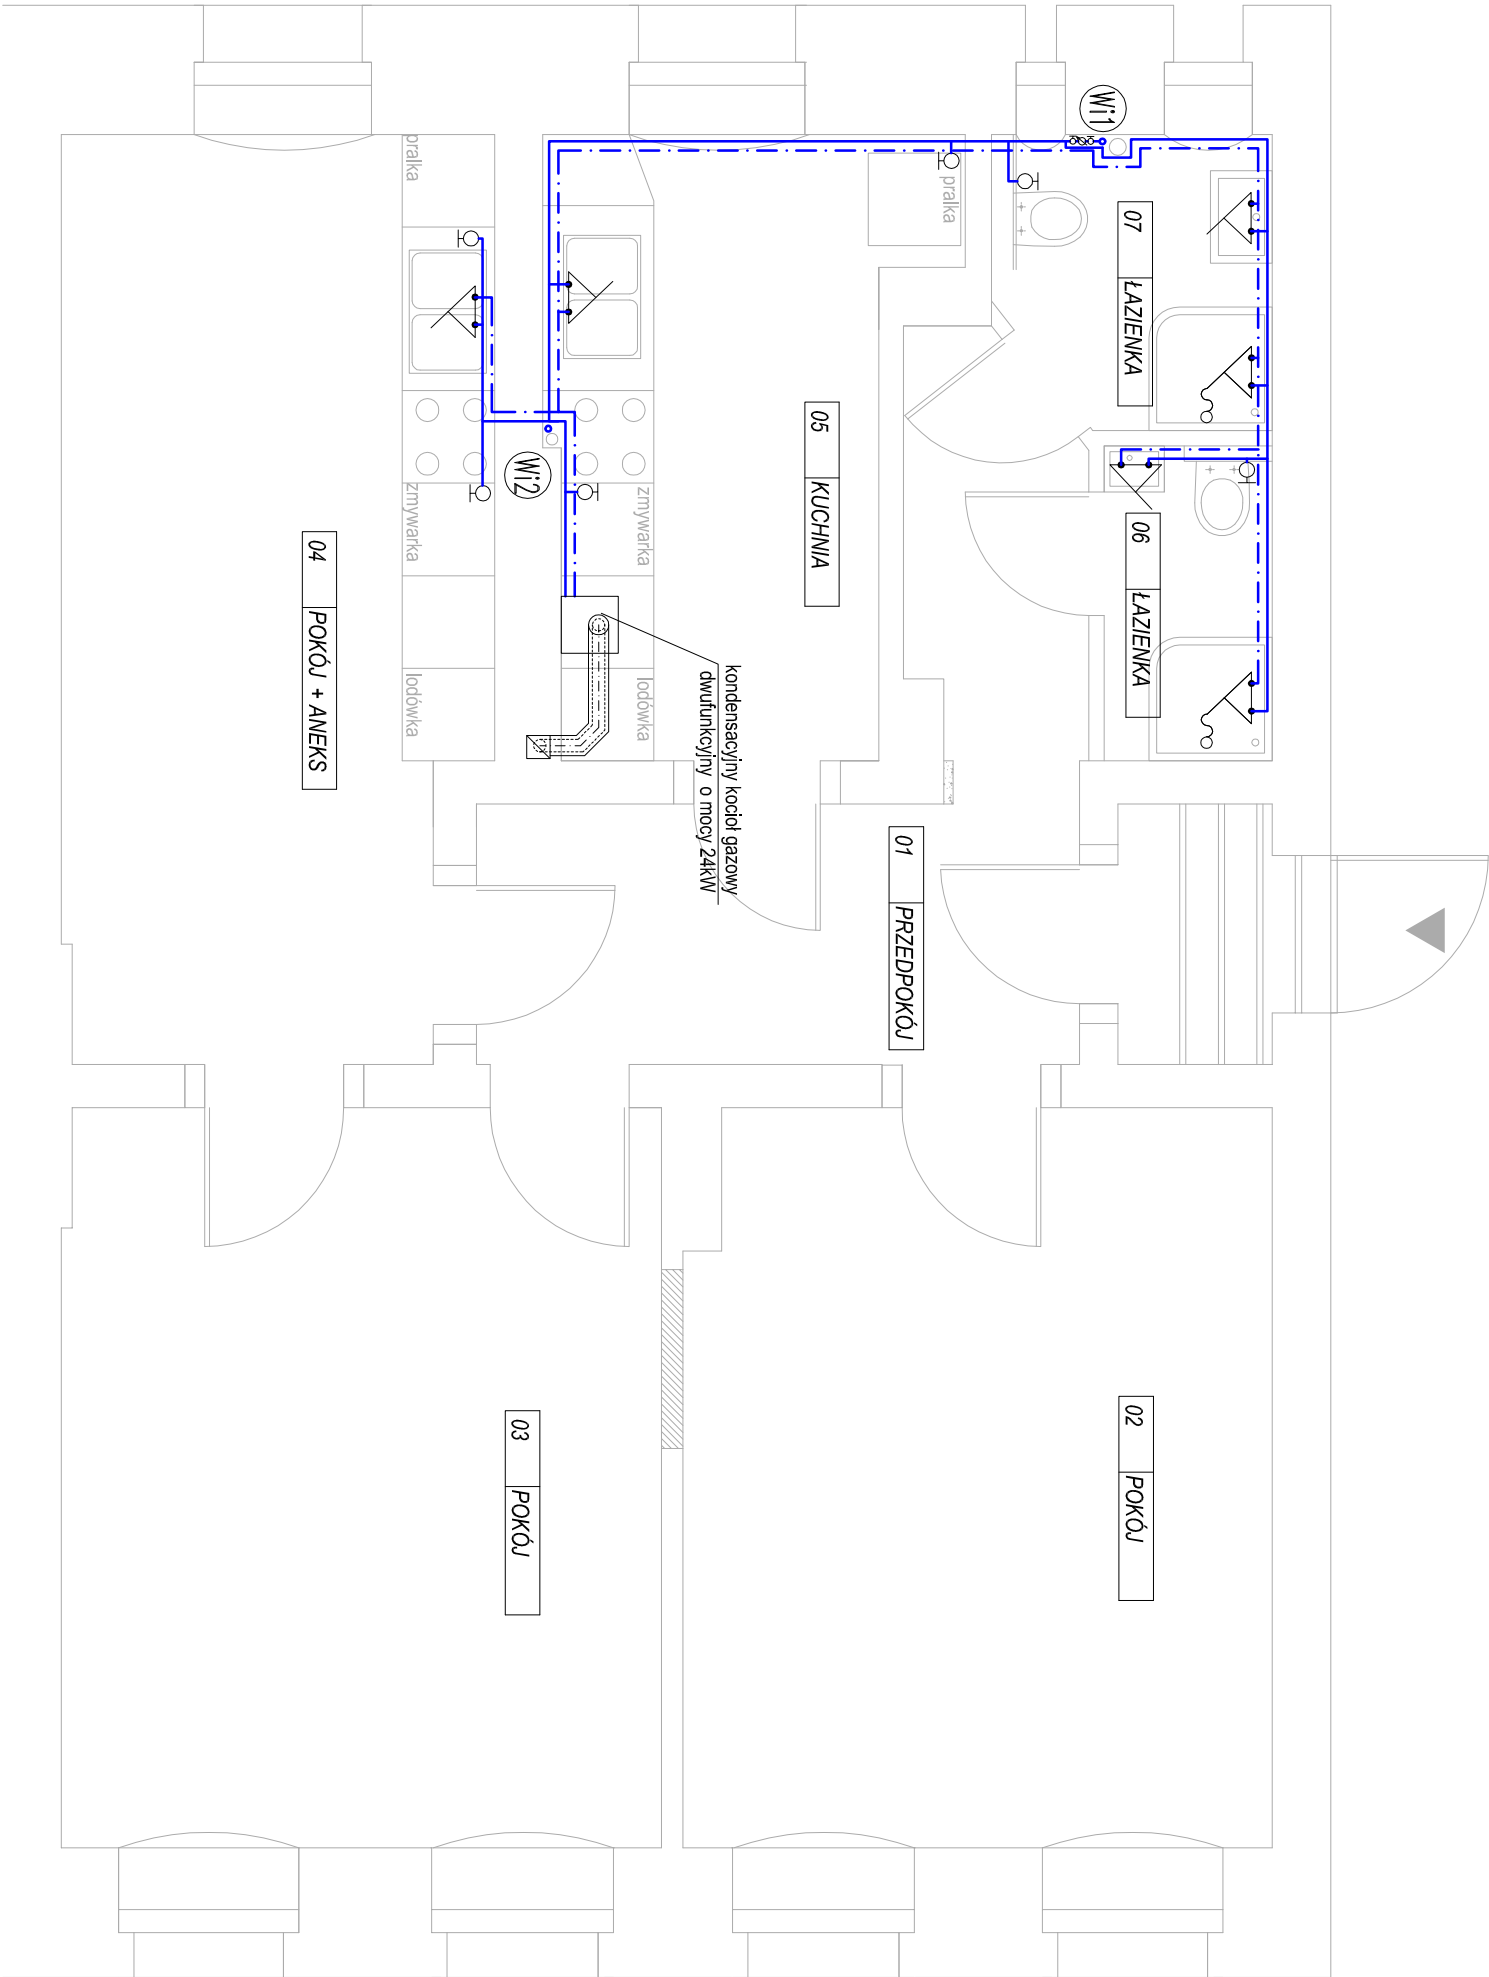 Wi1
07 ŁAZIENKA
06 ŁAZIENKA
pralka
05 KUCHNIA
zmywarka
lodówka
kondensacyjny kocioł gazowy
dwufunkcyjny o mocy 24kW
Wi2
pralka
zmywarka
lodówka
04 POKÓJ + ANEKS
01 PRZEDPOKÓJ
02 POKÓJ
03 POKÓJ